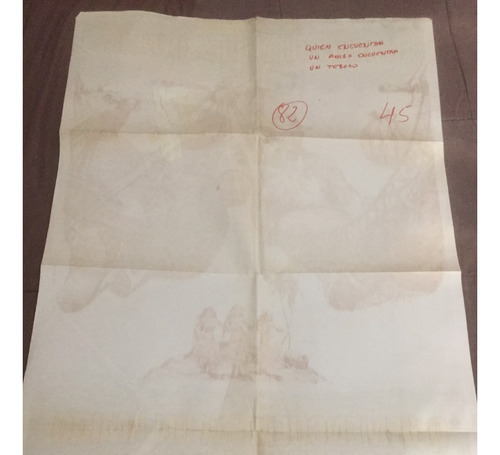 QUIEN ENCUENTRA
UN AMIGO ENCUENTRA
UN TESORO
82 45